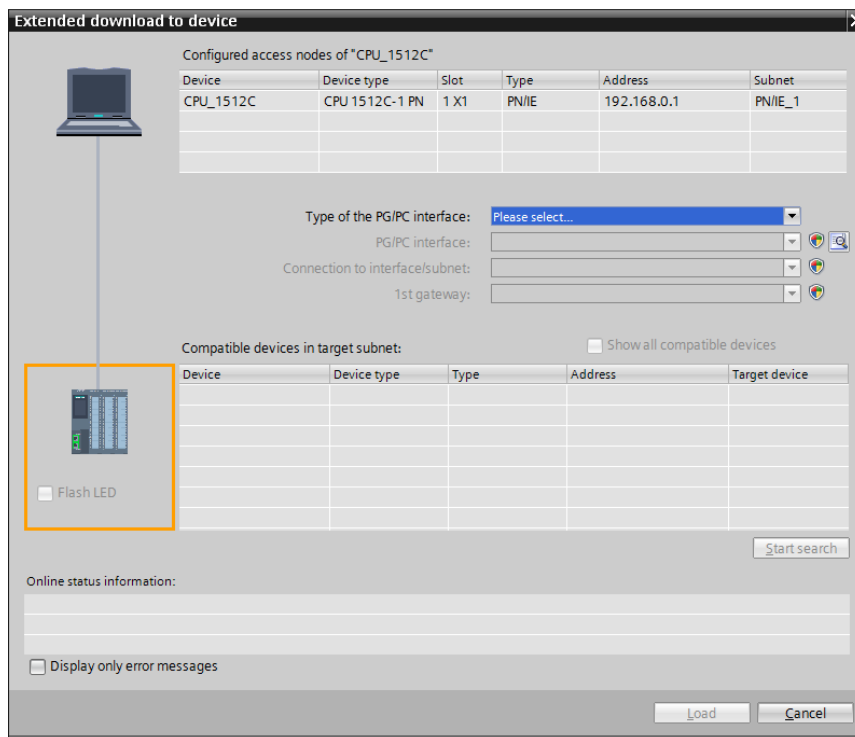 Extended download to device
Configured access nodes of "CPU_1512C"
Device Device type Slot Type Address Subnet
CPU_1512C CPU 1512C-1 PN 1 X1 PN/IE 192.168.0.1 PN/IE_1
Type of the PG/PC interface: Please select...
PG/PC interface:
Connection to interface/subnet:
1st gateway:
Compatible devices in target subnet: Show all compatible devices
Device Device type Type Address Target device
Flash LED
Start search
Online status information:
Display only error messages
Load Cancel